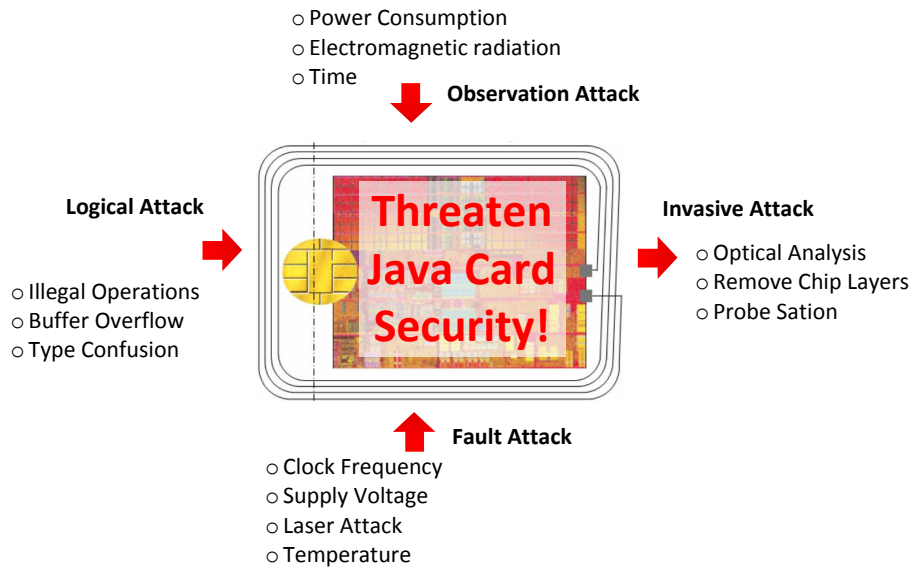 ○ Power Consumption
○ Electromagnetic radiation
○ Time
Observation Attack
Logical Attack
○ Illegal Operations
○ Buffer Overflow
○ Type Confusion
Threaten
Java Card
Security!
Invasive Attack
○ Optical Analysis
○ Remove Chip Layers
○ Probe Sation
Fault Attack
○ Clock Frequency
○ Supply Voltage
○ Laser Attack
○ Temperature